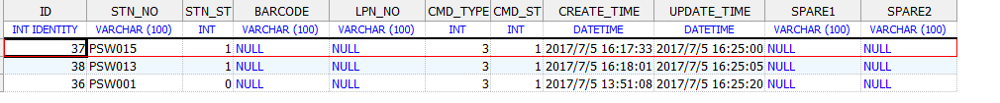 ID STN_NO STN_ST BARCODE LPN_NO CMD_TYPE CMD_ST CREATE_TIME UPDATE_TIME SPARE1 SPARE2
INT IDENTITY VARCHAR (100) INT VARCHAR (100) VARCHAR (100) INT INT DATETIME DATETIME VARCHAR (100) VARCHAR (100)
37 PSW015 1 NULL NULL 3 1 2017/7/5 16:17:33 2017/7/5 16:25:00 NULL NULL
38 PSW013 1 NULL NULL 3 1 2017/7/5 16:18:01 2017/7/5 16:25:05 NULL NULL
36 PSW001 0 NULL NULL 3 1 2017/7/5 13:51:08 2017/7/5 16:25:20 NULL NULL